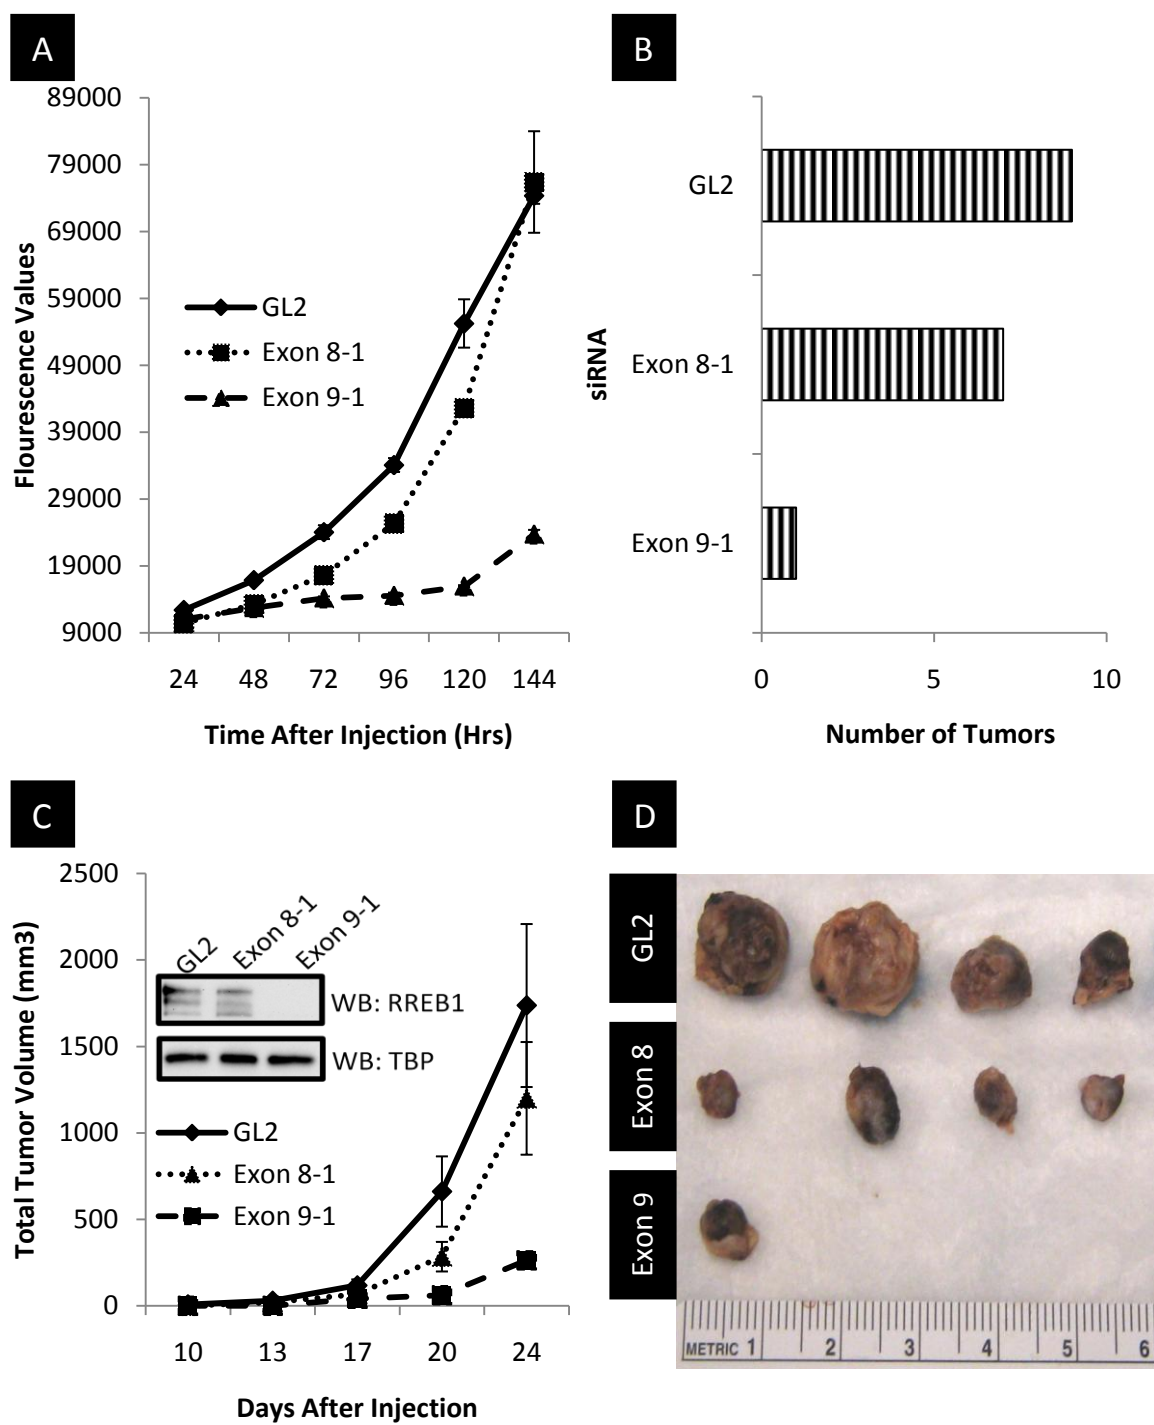 A
89000
79000
69000
59000
49000
39000
29000
19000
9000
Flourescence Values
GL2
Exon 8-1
Exon 9-1
24 48 72 96 120 144
Time After Injection (Hrs)
B
siRNA
GL2
Exon 8-1
Exon 9-1
0 5 10
Number of Tumors
C
2500
2000
1500
1000
500
0
Total Tumor Volume (mm3)
GL2 Exon 8-1 Exon 9-1
WB: RREB1
WB: TBP
GL2
Exon 8-1
Exon 9-1
10 13 17 20 24
Days After Injection
D
GL2
Exon 8
Exon 9
METRIC 1 2 3 4 5 6